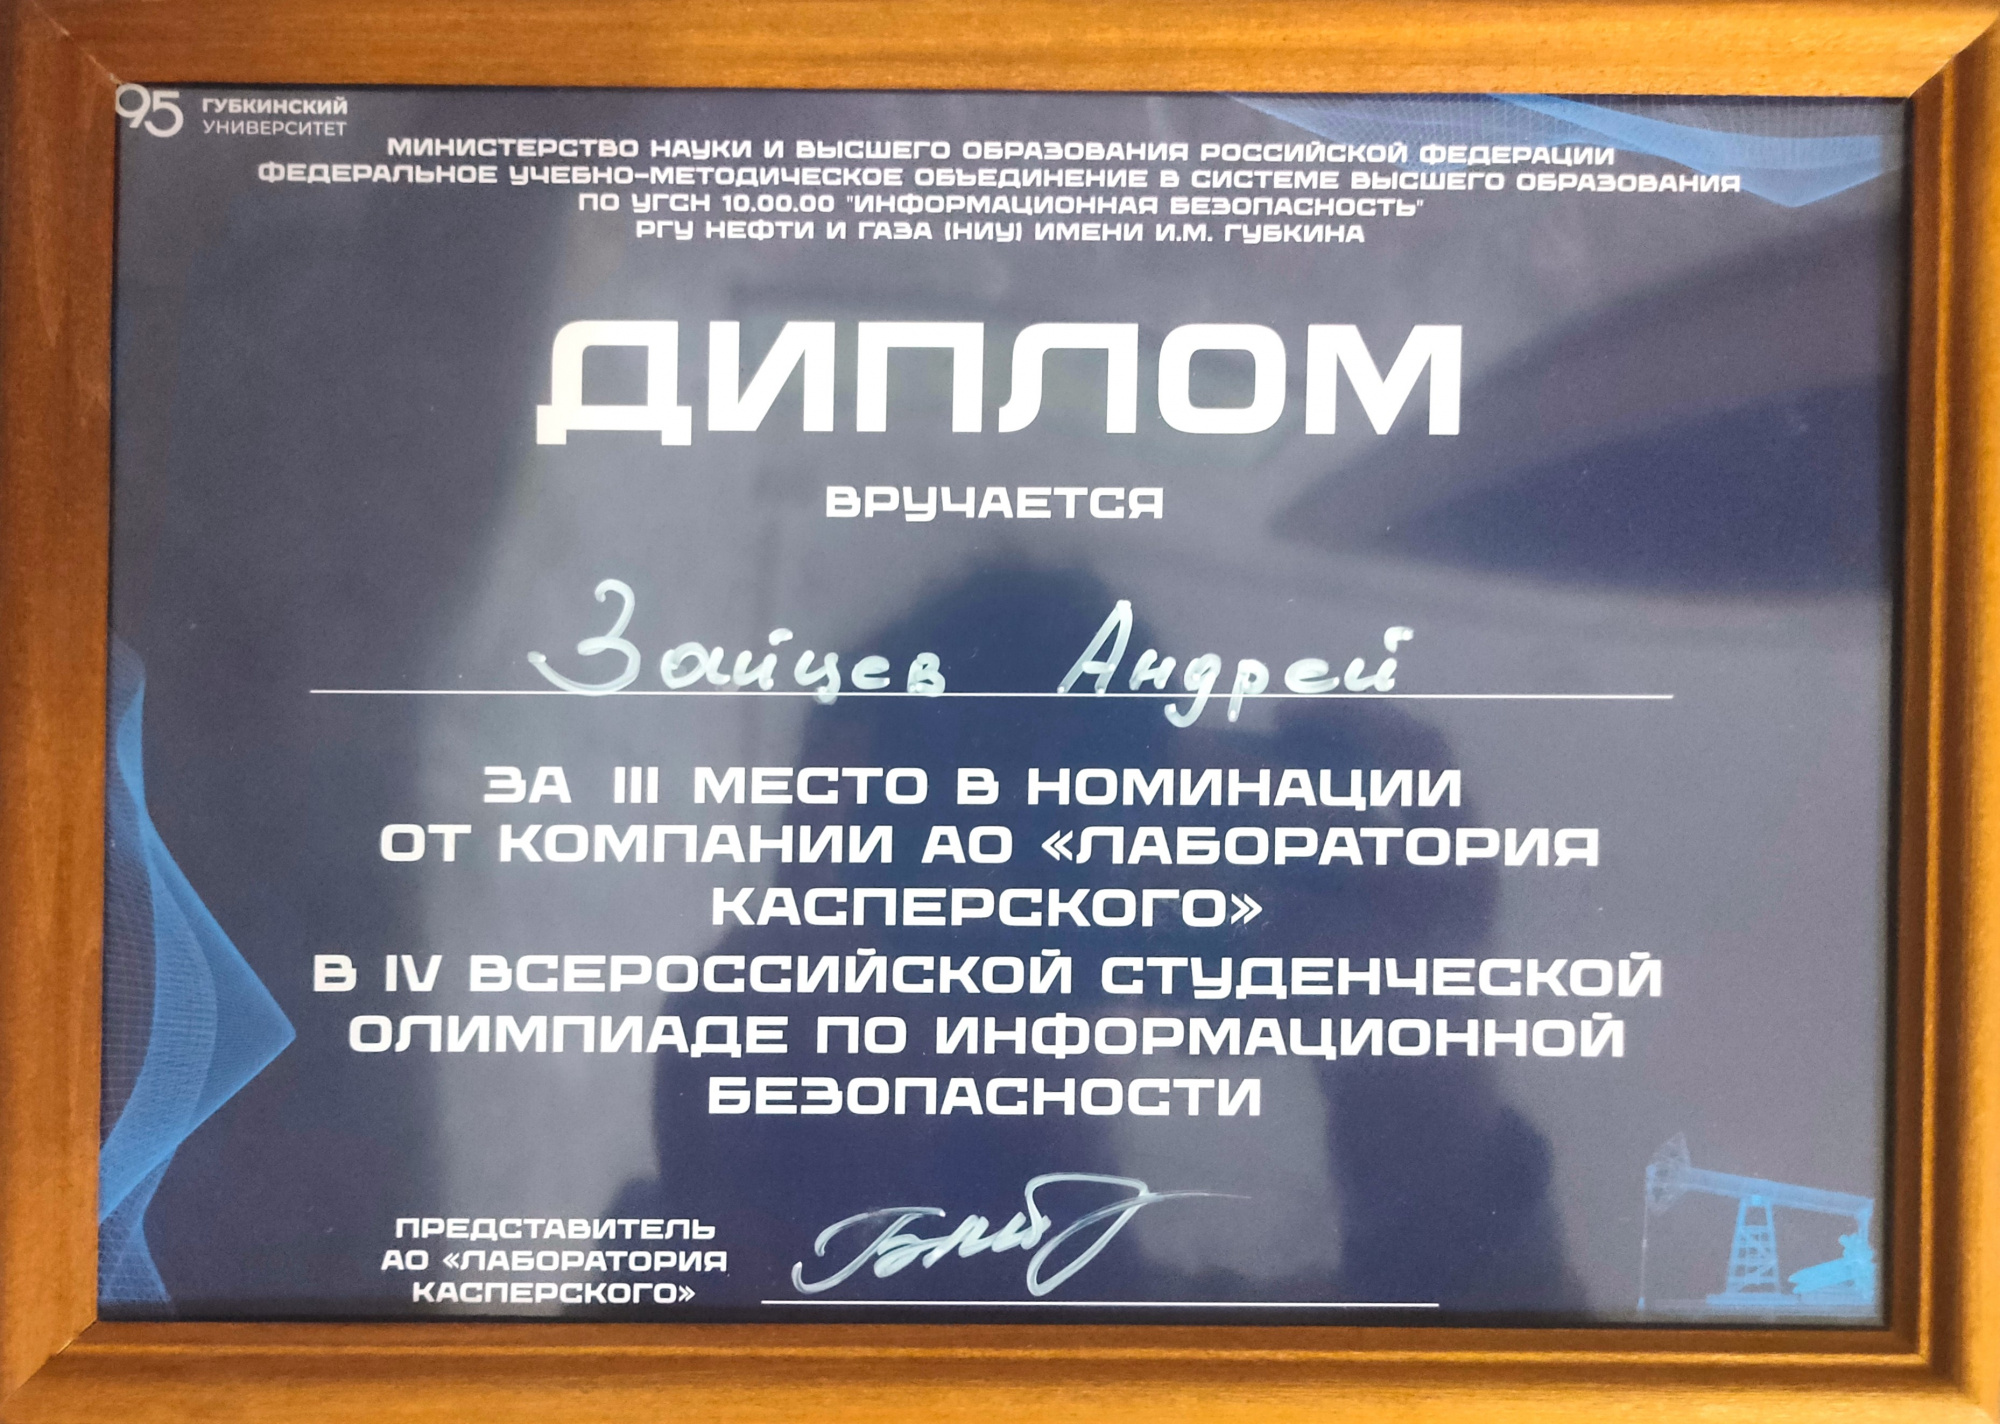 95 ГУБКИНСКИЙ
УНИВЕРСИТЕТ
МИНИСТЕРСТВО НАУКИ И ВЫСШЕГО ОБРАЗОВАНИЯ РОССИЙСКОЙ ФЕДЕРАЦИИ
ФЕДЕРАЛЬНОЕ УЧЕБНО-МЕТОДИЧЕСКОЕ ОБЪЕДИНЕНИЕ В СИСТЕМЕ ВЫСШЕГО ОБРАЗОВАНИЯ
ПО УГСН 10.00.00 "ИНФОРМАЦИОННАЯ БЕЗОПАСНОСТЬ"
РГУ НЕФТИ И ГАЗА (НИУ) ИМЕНИ И.М. ГУБКИНА
ДИПЛОМ
ВРУЧАЕТСЯ
Зайцев Андрей
ЗА III МЕСТО В НОМИНАЦИИ
ОТ КОМПАНИИ АО «ЛАБОРАТОРИЯ
КАСПЕРСКОГО»
В IV ВСЕРОССИЙСКОЙ СТУДЕНЧЕСКОЙ
ОЛИМПИАДЕ ПО ИНФОРМАЦИОННОЙ
БЕЗОПАСНОСТИ
ПРЕДСТАВИТЕЛЬ
АО «ЛАБОРАТОРИЯ
КАСПЕРСКОГО»